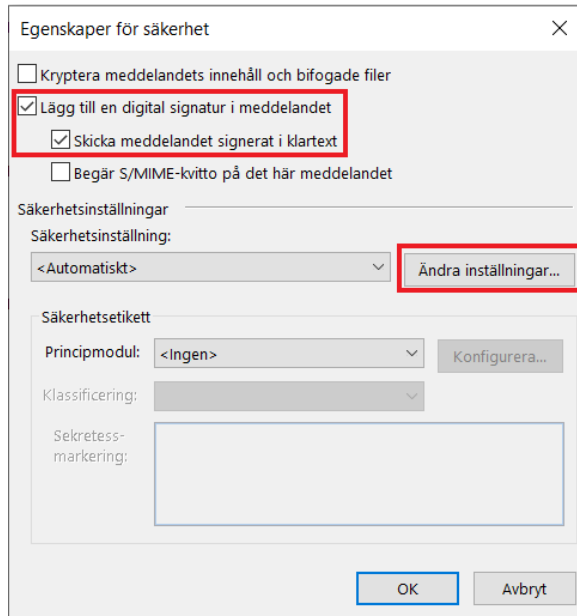 Egenskaper för säkerhet
Kryptera meddelandets innehåll och bifogade filer
Lägg till en digital signatur i meddelandet
Skicka meddelandet signerat i klartext
Begär S/MIME-kvitto på det här meddelandet
Säkerhetsinställningar
Säkerhetsinställning:
<Automatiskt>
Ändra inställningar...
Säkerhetsetikett
Principmodul:
<Ingen>
Konfigurera...
Klassificering:
Sekretess-
markering:
OK
Avbryt